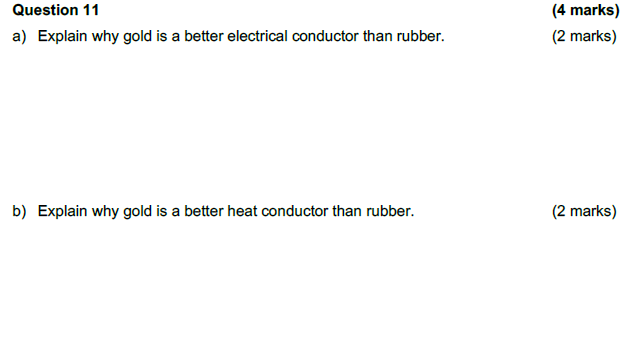 Question 11 (4 marks)
a) Explain why gold is a better electrical conductor than rubber. (2 marks)
b) Explain why gold is a better heat conductor than rubber. (2 marks)